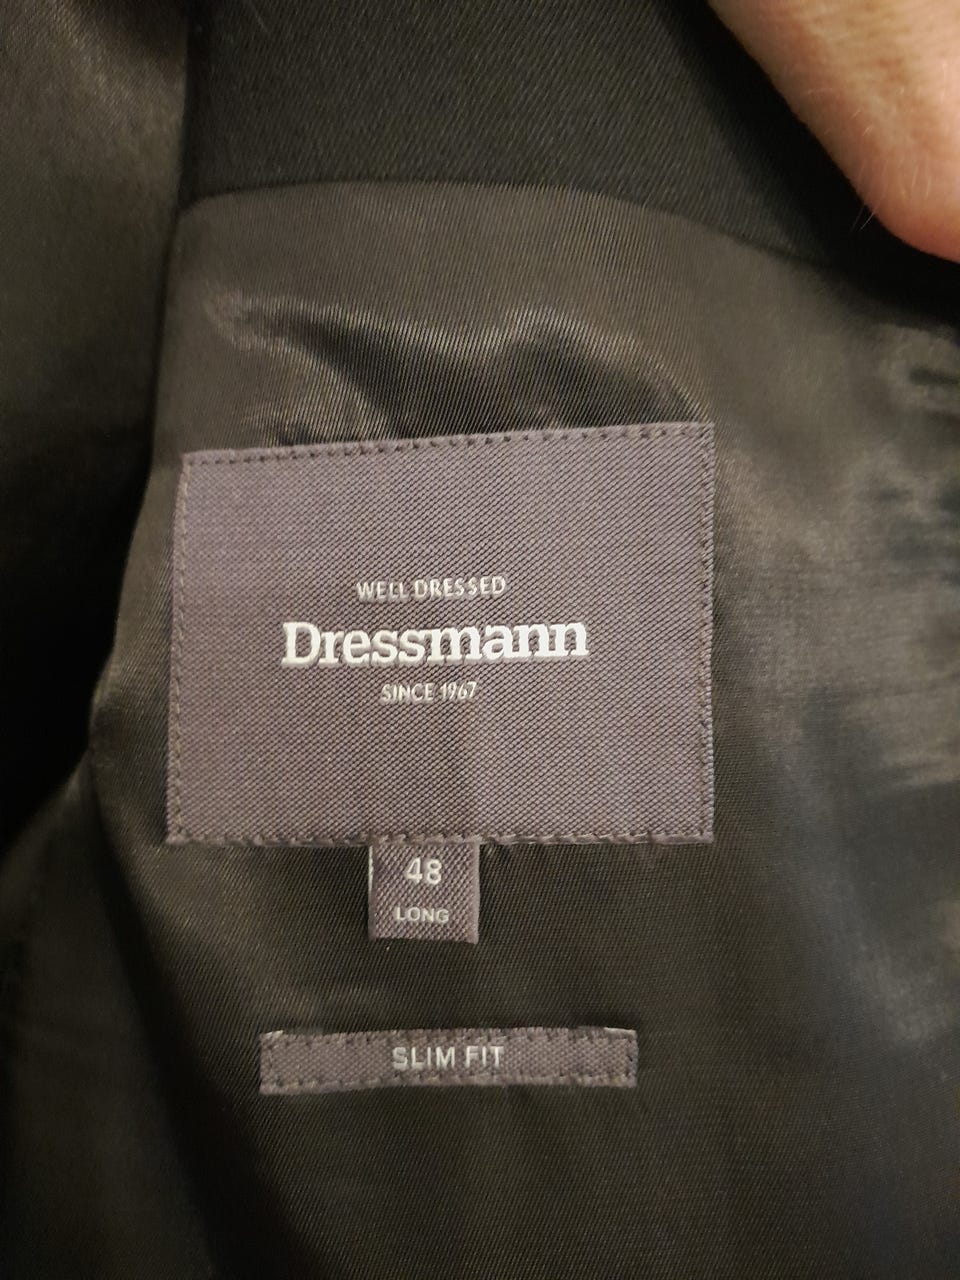 WELL DRESSED
Dressmann
SINCE 1967
48
LONG
SLIM FIT